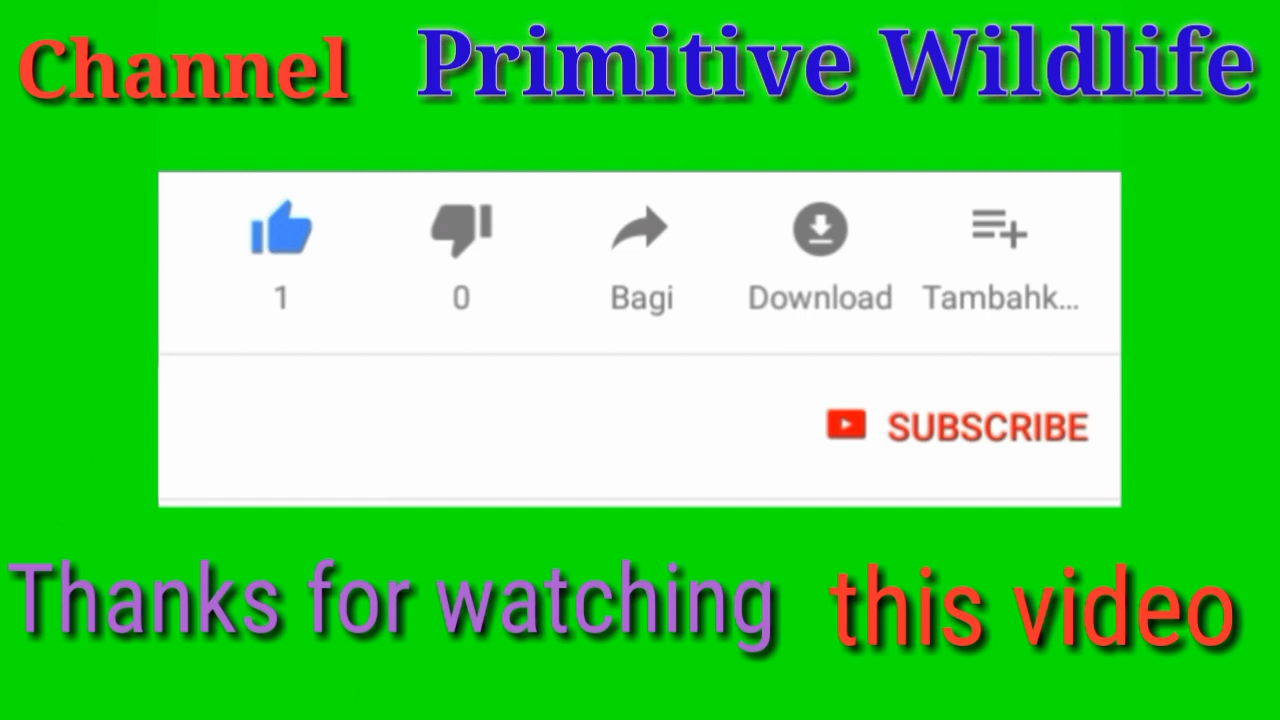 Channel Primitive Wildlife
1 0 Bagi Download Tambahk...
SUBSCRIBE
Thanks for watching this video